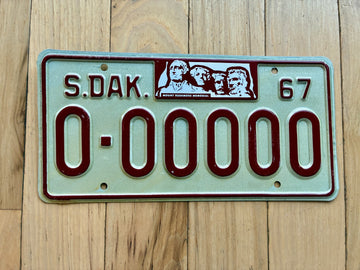 S.DAK. 67
MOUNT RUSHMORE MEMORIAL
0-00000